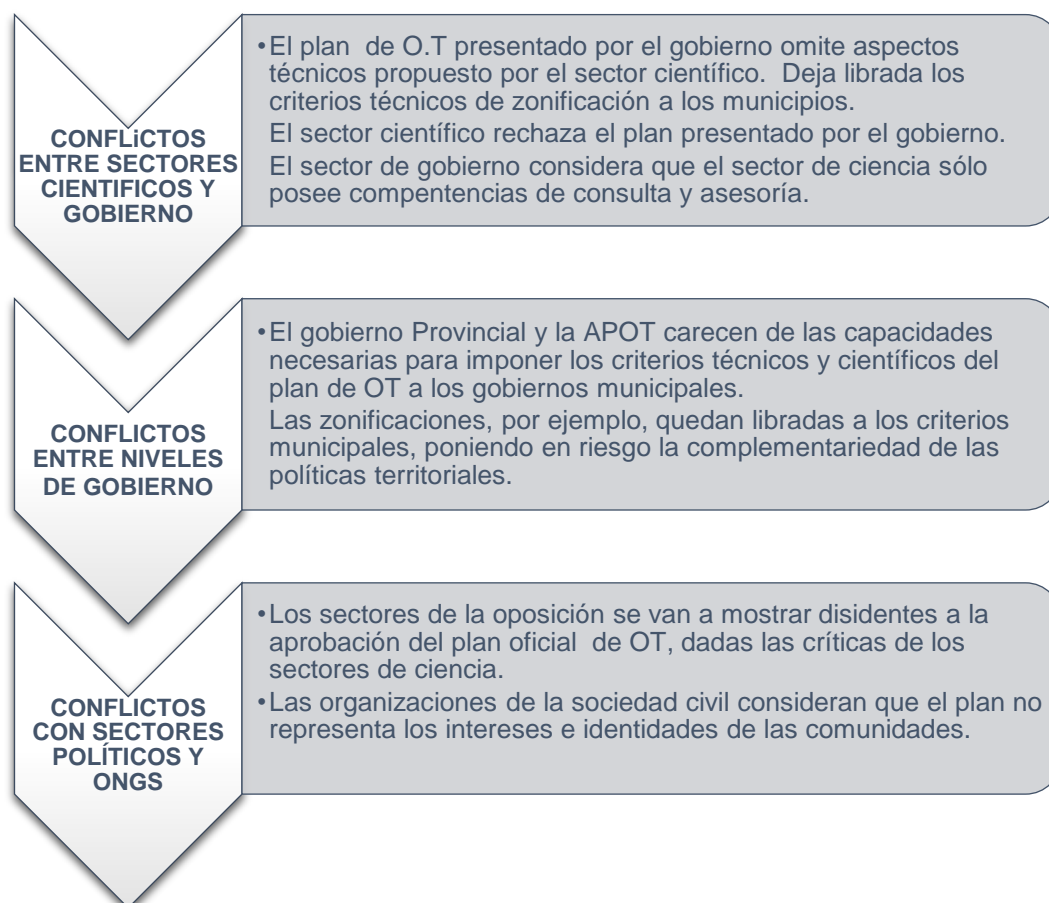 CONFLiCTOS
ENTRE SECTORES
CIENTIFICOS Y
GOBIERNO
•El plan de O.T presentado por el gobierno omite aspectos
técnicos propuesto por el sector científico. Deja librada los
criterios técnicos de zonificación a los municipios.
El sector científico rechaza el plan presentado por el gobierno.
El sector de gobierno considera que el sector de ciencia sólo
posee compentencias de consulta y asesoría.
CONFLICTOS
ENTRE NIVELES
DE GOBIERNO
•El gobierno Provincial y la APOT carecen de las capacidades
necesarias para imponer los criterios técnicos y científicos del
plan de OT a los gobiernos municipales.
Las zonificaciones, por ejemplo, quedan libradas a los criterios
municipales, poniendo en riesgo la complementariedad de las
políticas territoriales.
CONFLICTOS
CON SECTORES
POLÍTICOS Y
ONGS
•Los sectores de la oposición se van a mostrar disidentes a la
aprobación del plan oficial de OT, dadas las críticas de los
sectores de ciencia.
•Las organizaciones de la sociedad civil consideran que el plan no
representa los intereses e identidades de las comunidades.